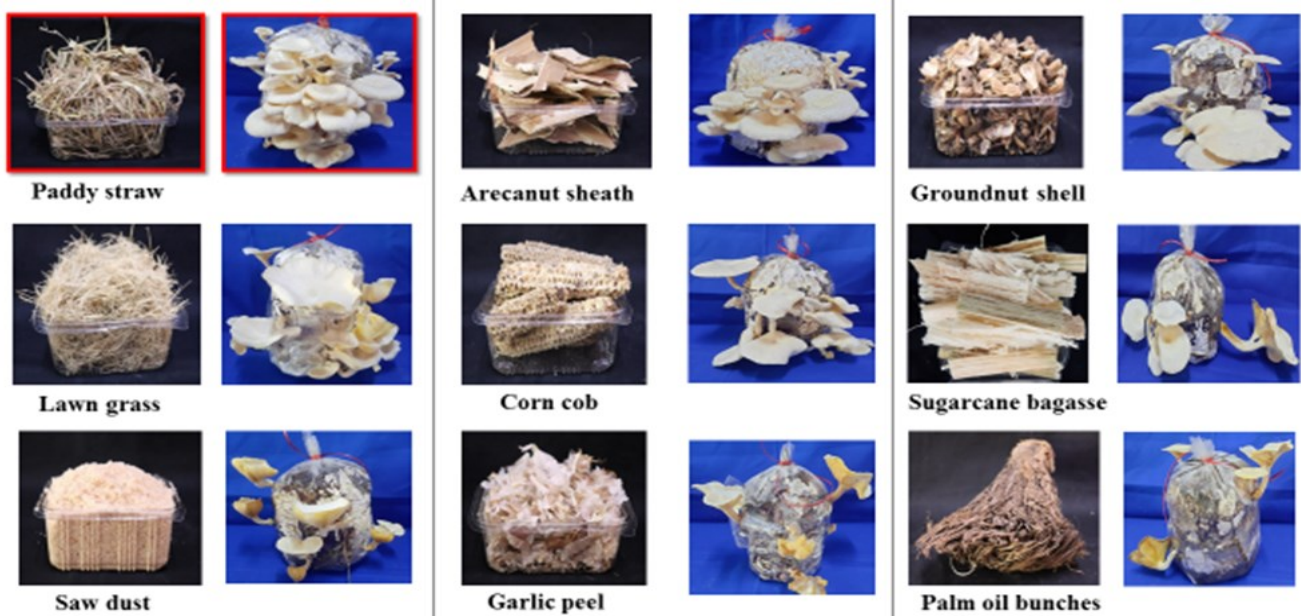 Paddy straw
Arecanut sheath
Groundnut shell
Lawn grass
Corn cob
Sugarcane bagasse
Saw dust
Garlic peel
Palm oil bunches